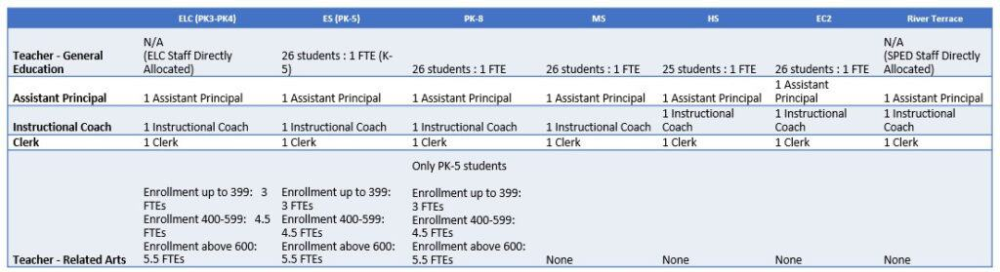 ELC (PK3-PK4) ES (PK-5) PK-8 MS HS EC2 River Terrace
Teacher - General Education N/A (ELC Staff Directly Allocated) 26 students : 1 FTE (K-5) 26 students : 1 FTE 26 students : 1 FTE 25 students : 1 FTE 26 students : 1 FTE N/A (SPED Staff Directly Allocated)
Assistant Principal 1 Assistant Principal 1 Assistant Principal 1 Assistant Principal 1 Assistant Principal 1 Assistant Principal 1 Assistant Principal 1 Assistant Principal
Instructional Coach 1 Instructional Coach 1 Instructional Coach 1 Instructional Coach 1 Instructional Coach 1 Instructional Coach 1 Instructional Coach 1 Instructional Coach
Clerk 1 Clerk 1 Clerk 1 Clerk 1 Clerk 1 Clerk 1 Clerk 1 Clerk
Only PK-5 students
Enrollment up to 399: 3 Enrollment up to 399: Enrollment up to 399:
FTEs 3 FTEs 3 FTEs
Enrollment 400-599: 4.5 Enrollment 400-599: Enrollment 400-599:
FTEs 4.5 FTEs 4.5 FTEs
Enrollment above 600: Enrollment above 600: Enrollment above 600:
Teacher - Related Arts 5.5 FTEs 5.5 FTEs 5.5 FTEs None None None None